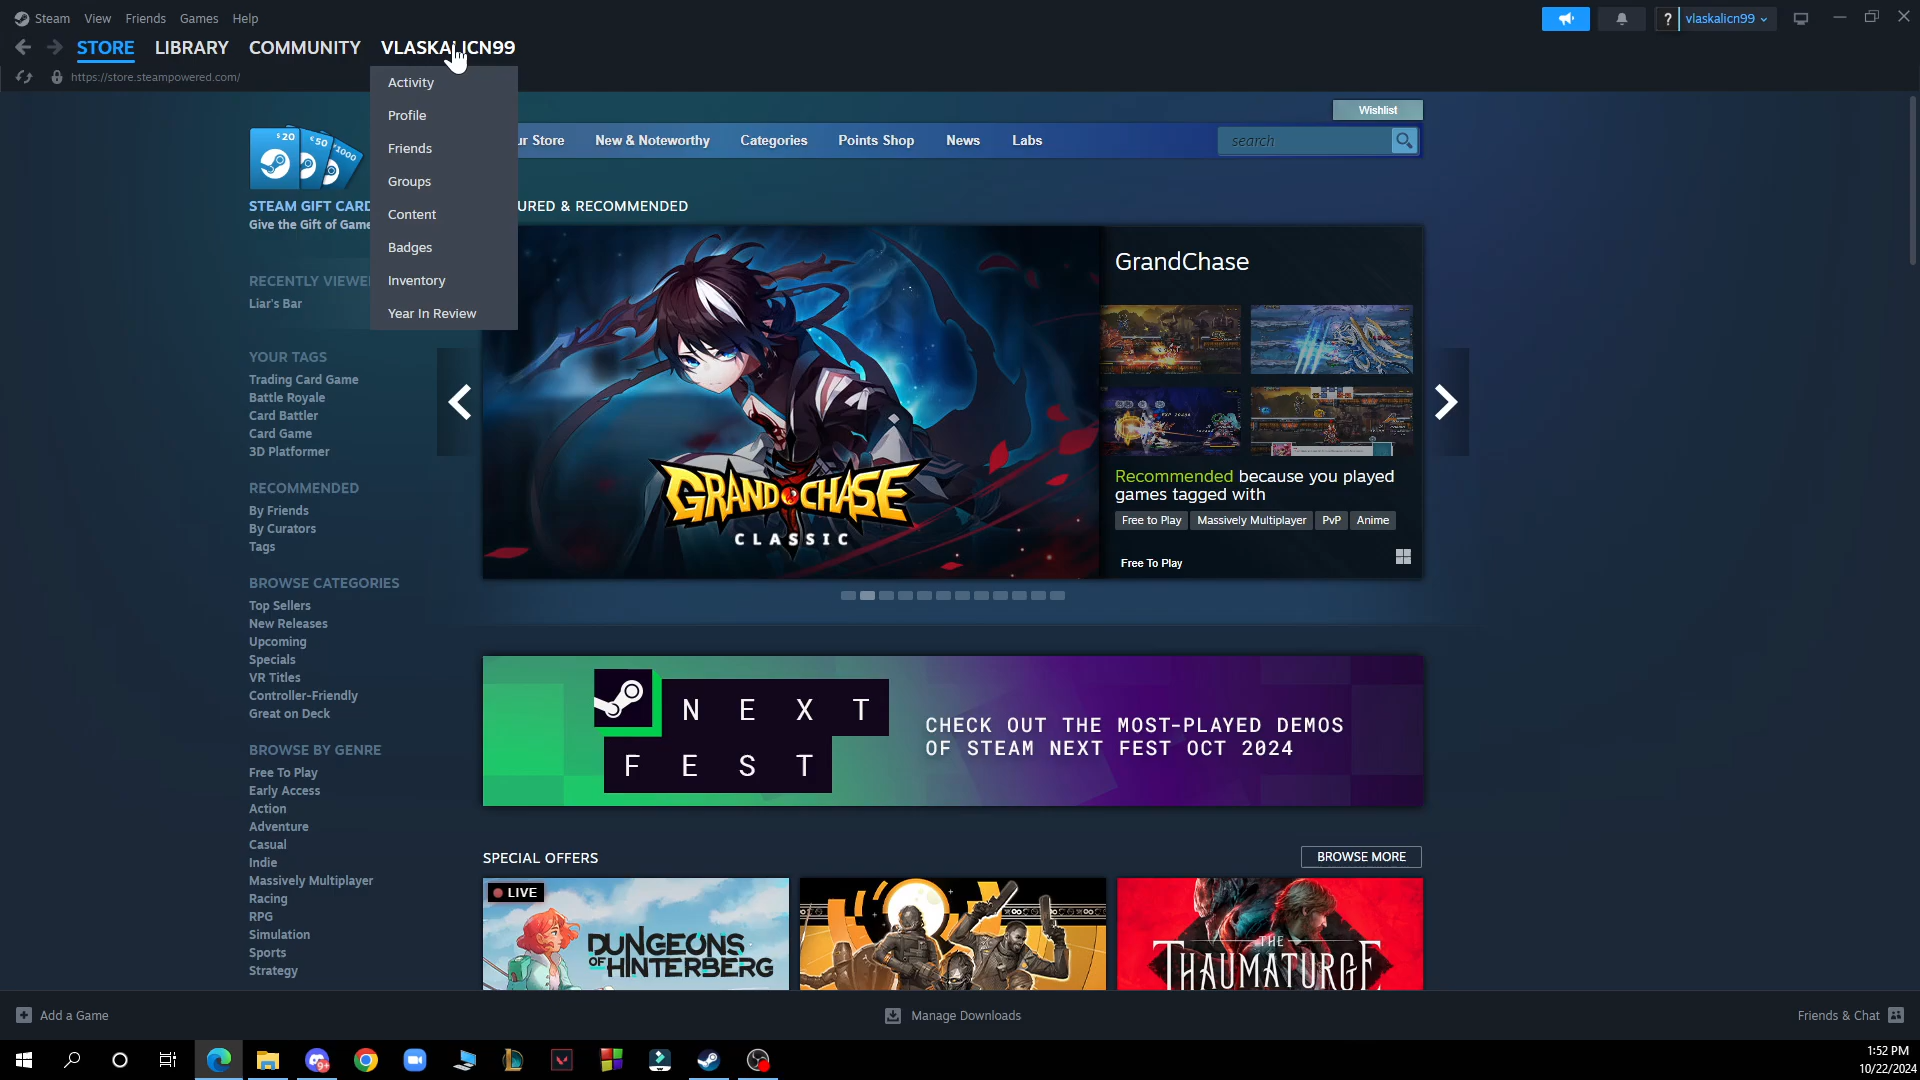 Steam View Friends Games Help
? vlaskalicn99
STORE LIBRARY COMMUNITY VLASKALICN99
https://store.steampowered.com/
Activity
Profile
Friends
Groups
Content
Badges
Inventory
Year In Review
Wishlist
ur Store New & Noteworthy Categories Points Shop News Labs
search
$20 €50 ¥1000
STEAM GIFT CARD
Give the Gift of Game
RECENTLY VIEWE
Liar's Bar
YOUR TAGS
Trading Card Game
Battle Royale
Card Battler
Card Game
3D Platformer
RECOMMENDED
By Friends
By Curators
Tags
BROWSE CATEGORIES
Top Sellers
New Releases
Upcoming
Specials
VR Titles
Controller-Friendly
Great on Deck
BROWSE BY GENRE
Free To Play
Early Access
Action
Adventure
Casual
Indie
Massively Multiplayer
Racing
RPG
Simulation
Sports
Strategy
URED & RECOMMENDED
GRAND CHASE
CLASSIC
GrandChase
Recommended because you played
games tagged with
Free to Play Massively Multiplayer PvP Anime
Free To Play
NEXT
FEST
CHECK OUT THE MOST-PLAYED DEMOS
OF STEAM NEXT FEST OCT 2024
SPECIAL OFFERS
BROWSE MORE
LIVE
DUNGEONS
OF HINTERBERG
THE
THAUMATURGE
Add a Game
Manage Downloads
Friends & Chat
1:52 PM
10/22/2024